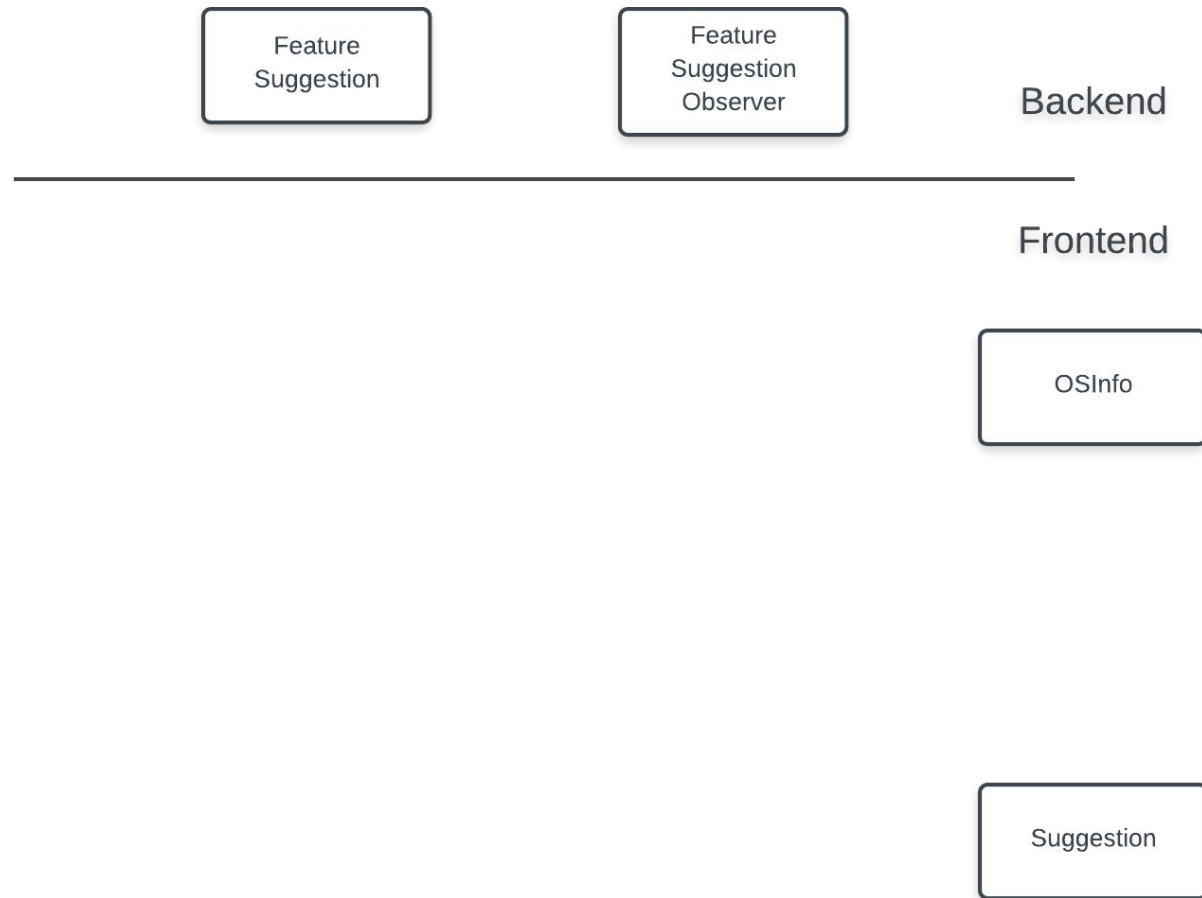 Feature
Suggestion
Feature
Suggestion
Observer
Backend
Frontend
OSInfo
Suggestion